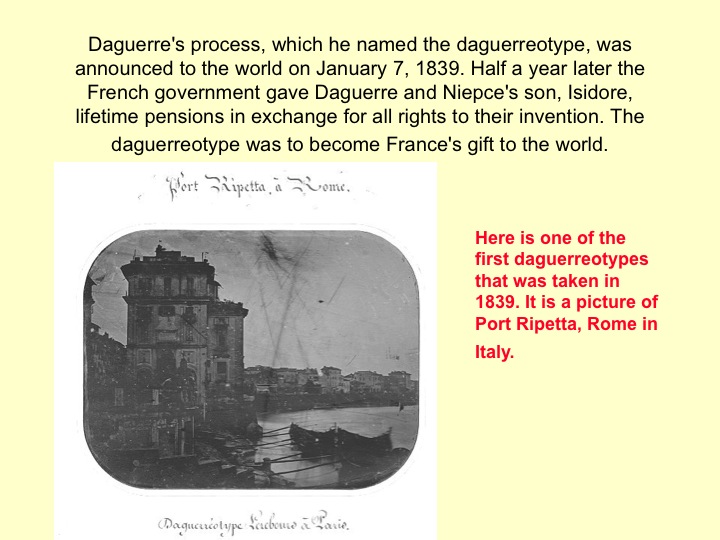 Daguerre's process, which he named the daguerreotype, was
announced to the world on January 7, 1839. Half a year later the
French government gave Daguerre and Niepce's son, Isidore,
lifetime pensions in exchange for all rights to their invention. The
daguerreotype was to become France's gift to the world.
Port Ripetta, à Rome.
Here is one of the
first daguerreotypes
that was taken in
1839. It is a picture of
Port Ripetta, Rome in
Italy.
Daguerréotype Lerebours à Paris.